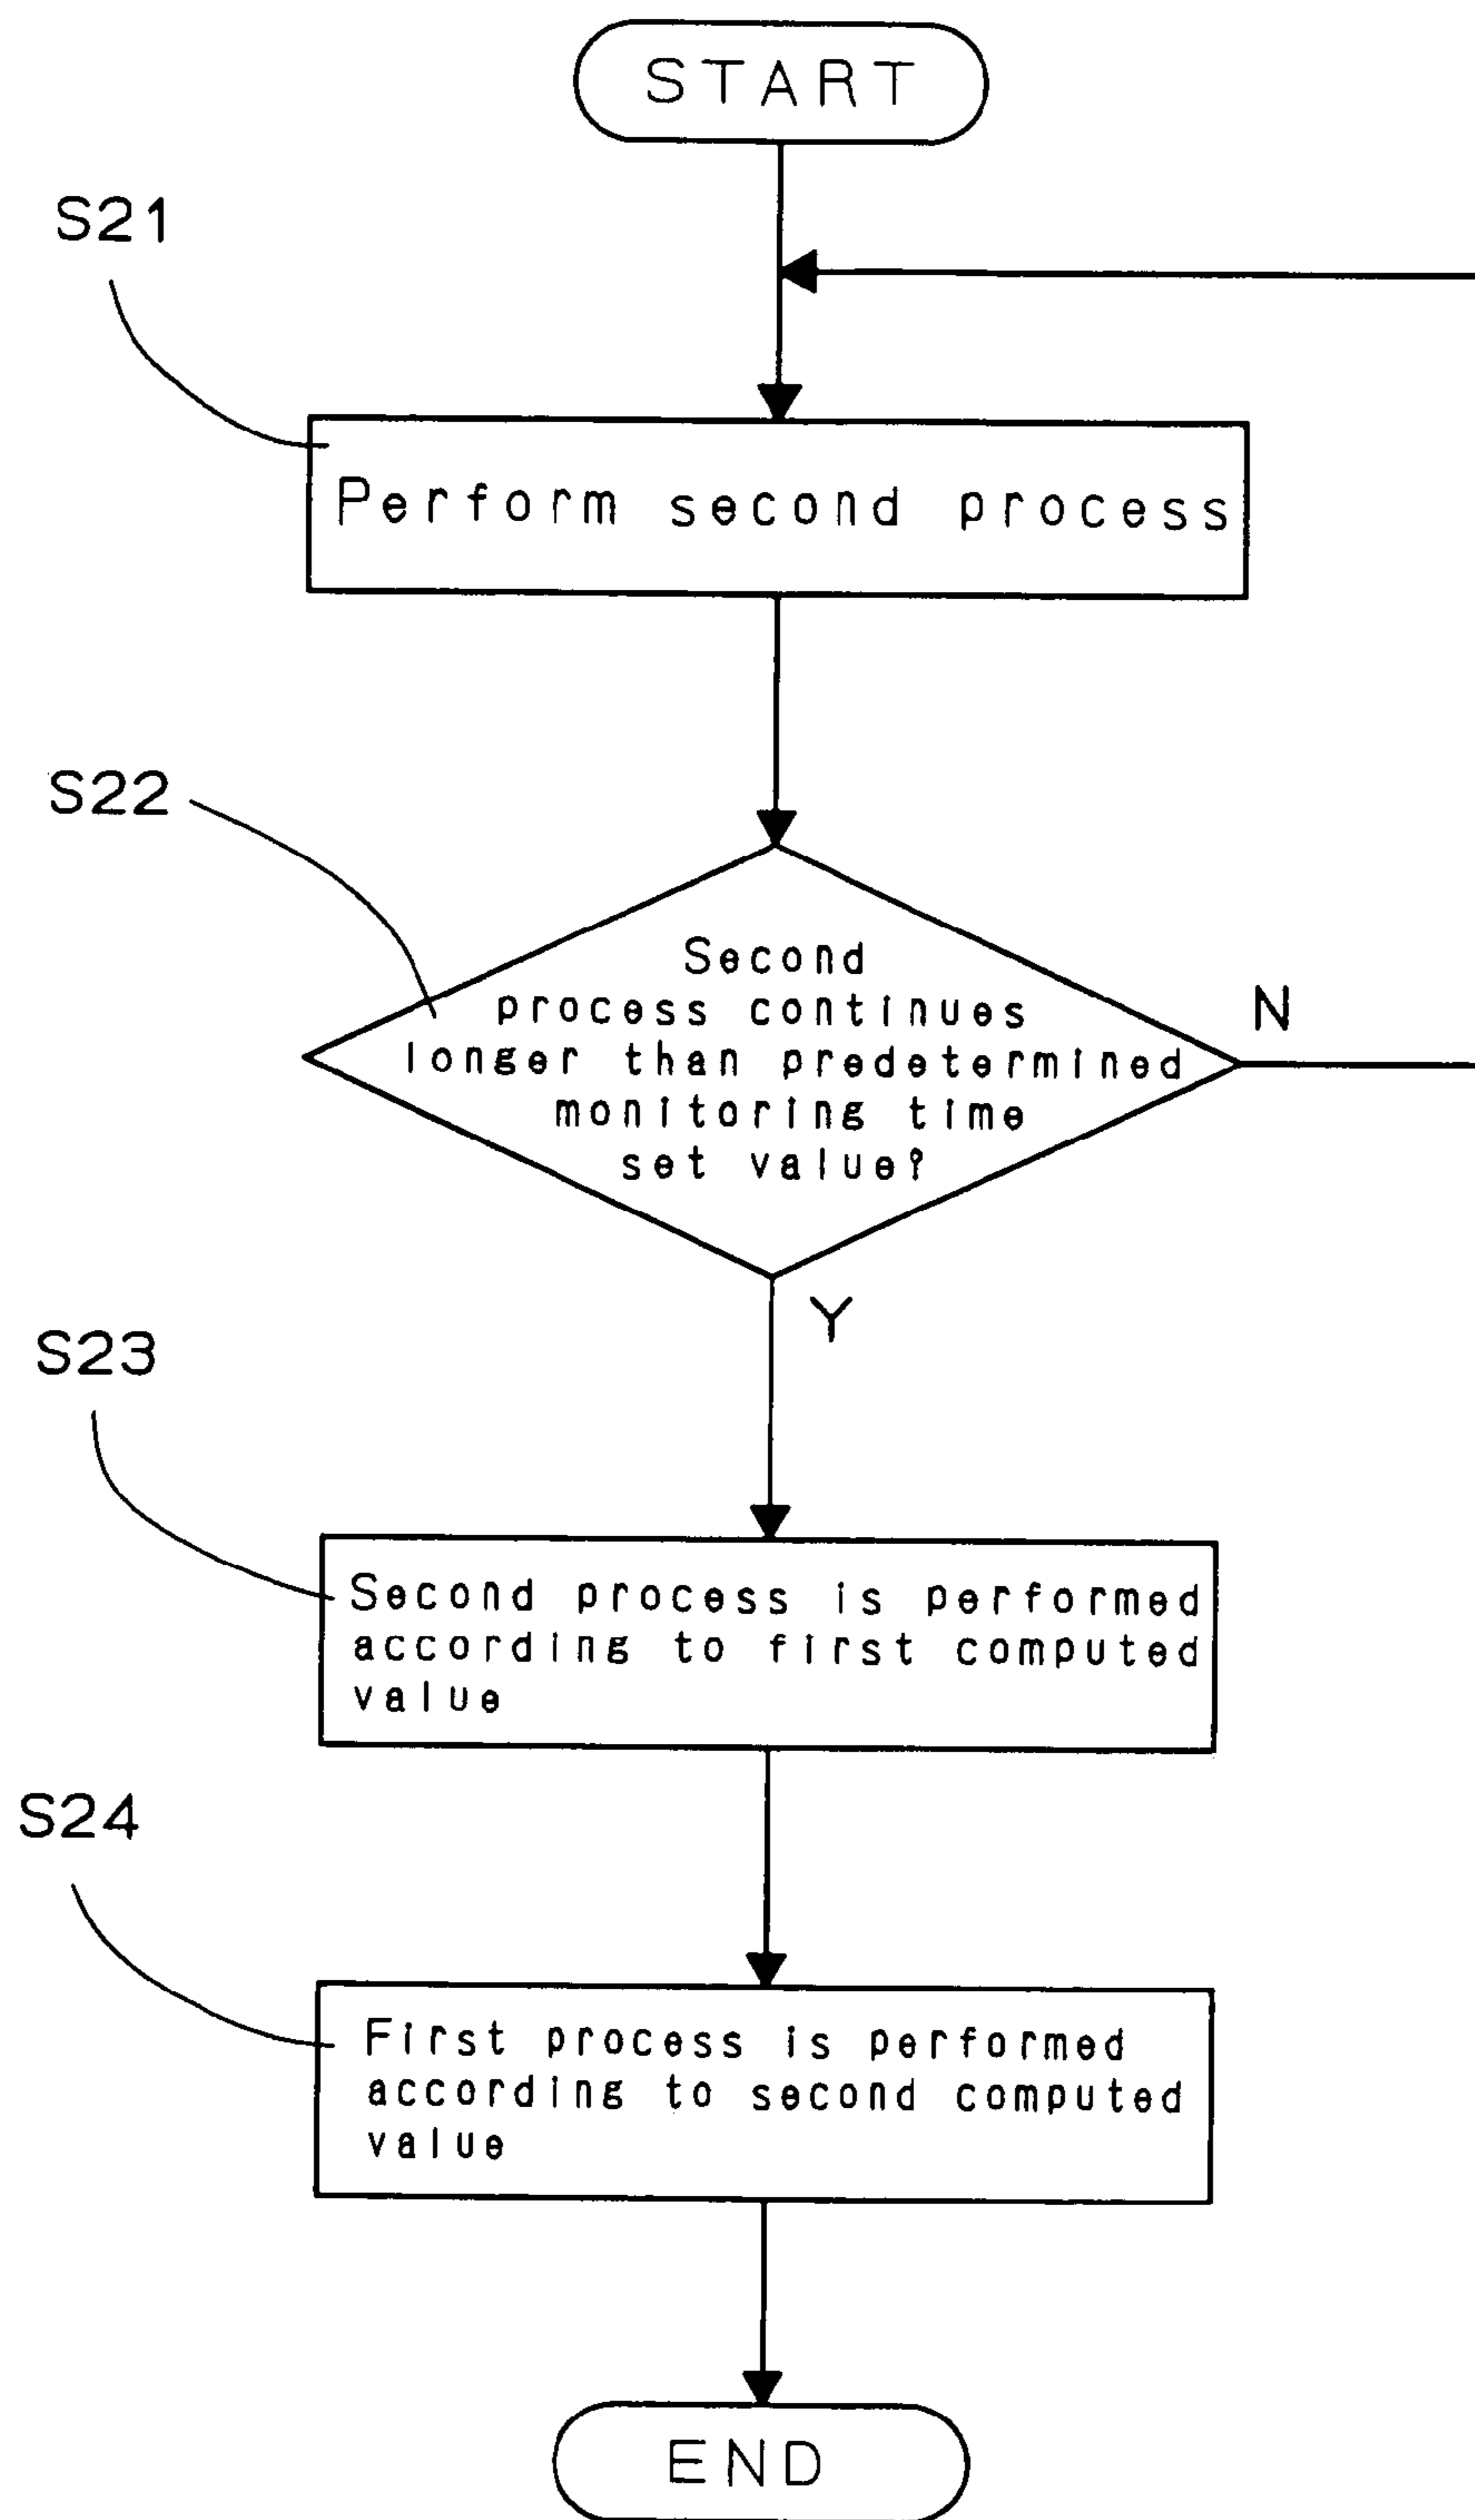 START
S21
Perform second process
S22
Second
process continues
longer than predetermined
monitoring time
set value?
N
Y
S23
Second process is performed
according to first computed
value
S24
First process is performed
according to second computed
value
END